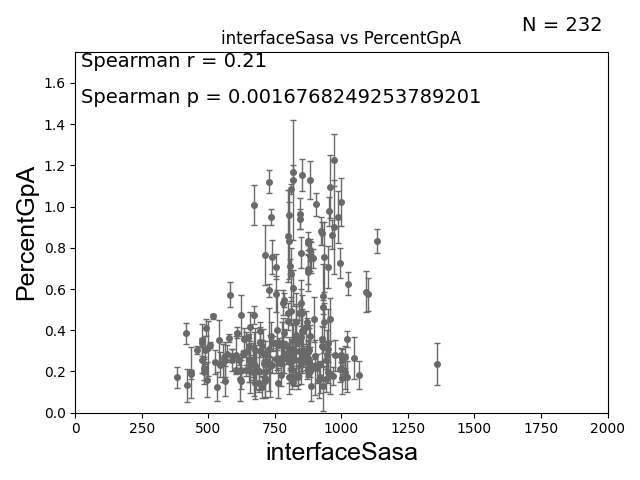 N = 232
interfaceSasa vs PercentGpA
Spearman r = 0.21
Spearman p = 0.0016768249253789201
PercentGpA
1.6
1.4
1.2
1.0
0.8
0.6
0.4
0.2
0.0
0 250 500 750 1000 1250 1500 1750 2000
interfaceSasa